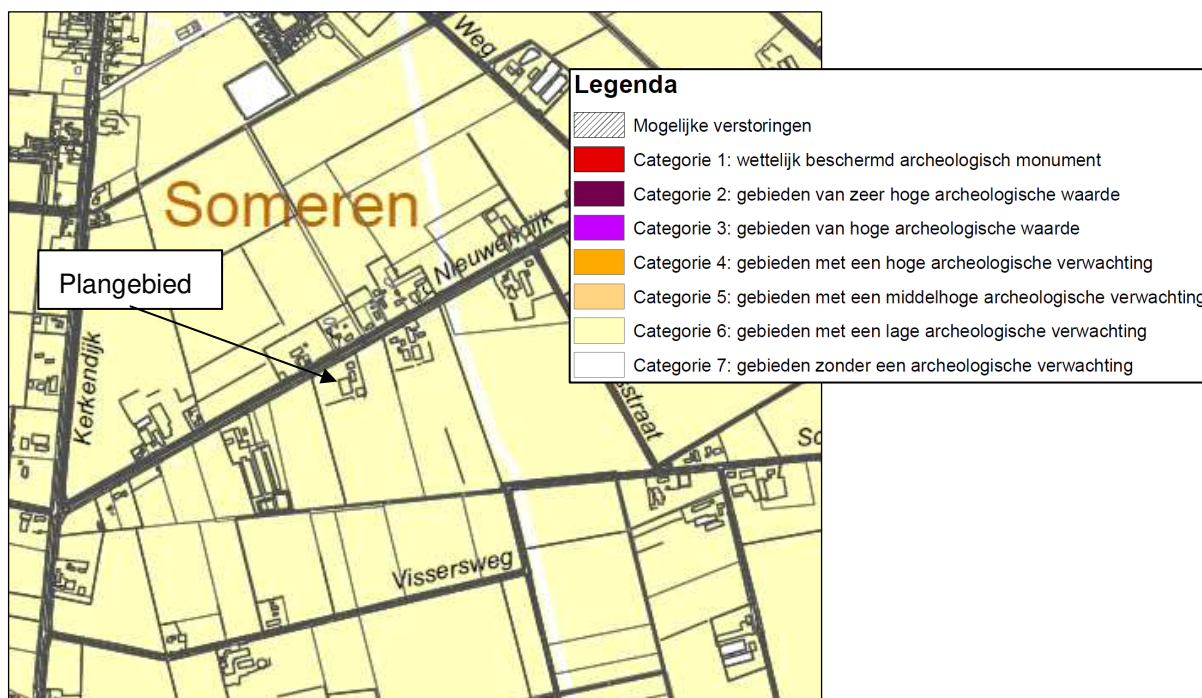 Weg
Legenda
Mogelijke verstoringen
Categorie 1: wettelijk beschermd archeologisch monument
Categorie 2: gebieden van zeer hoge archeologische waarde
Categorie 3: gebieden van hoge archeologische waarde
Categorie 4: gebieden met een hoge archeologische verwachting
Categorie 5: gebieden met een middelhoge archeologische verwachting
Categorie 6: gebieden met een lage archeologische verwachting
Categorie 7: gebieden zonder een archeologische verwachting
Someren
Nieuwendijk
Plangebied
Kerkendijk
sstraat
So
Vissersweg